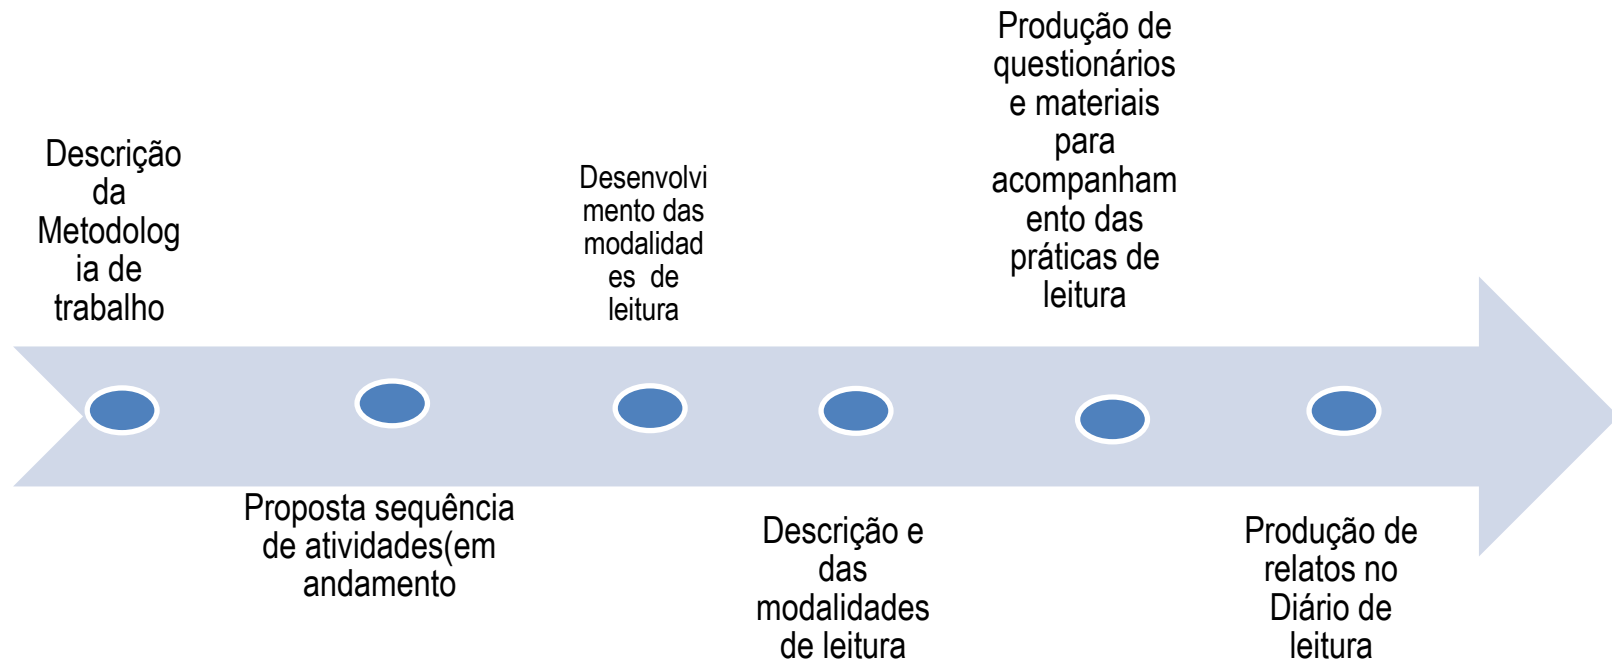 Descrição
da
Metodolog
ia de
trabalho
Proposta sequência
de atividades(em
andamento
Desenvolvi
mento das
modalidad
es de
leitura
Descrição e
das
modalidades
de leitura
Produção de
questionários
e materiais
para
acompanham
ento das
práticas de
leitura
Produção de
relatos no
Diário de
leitura